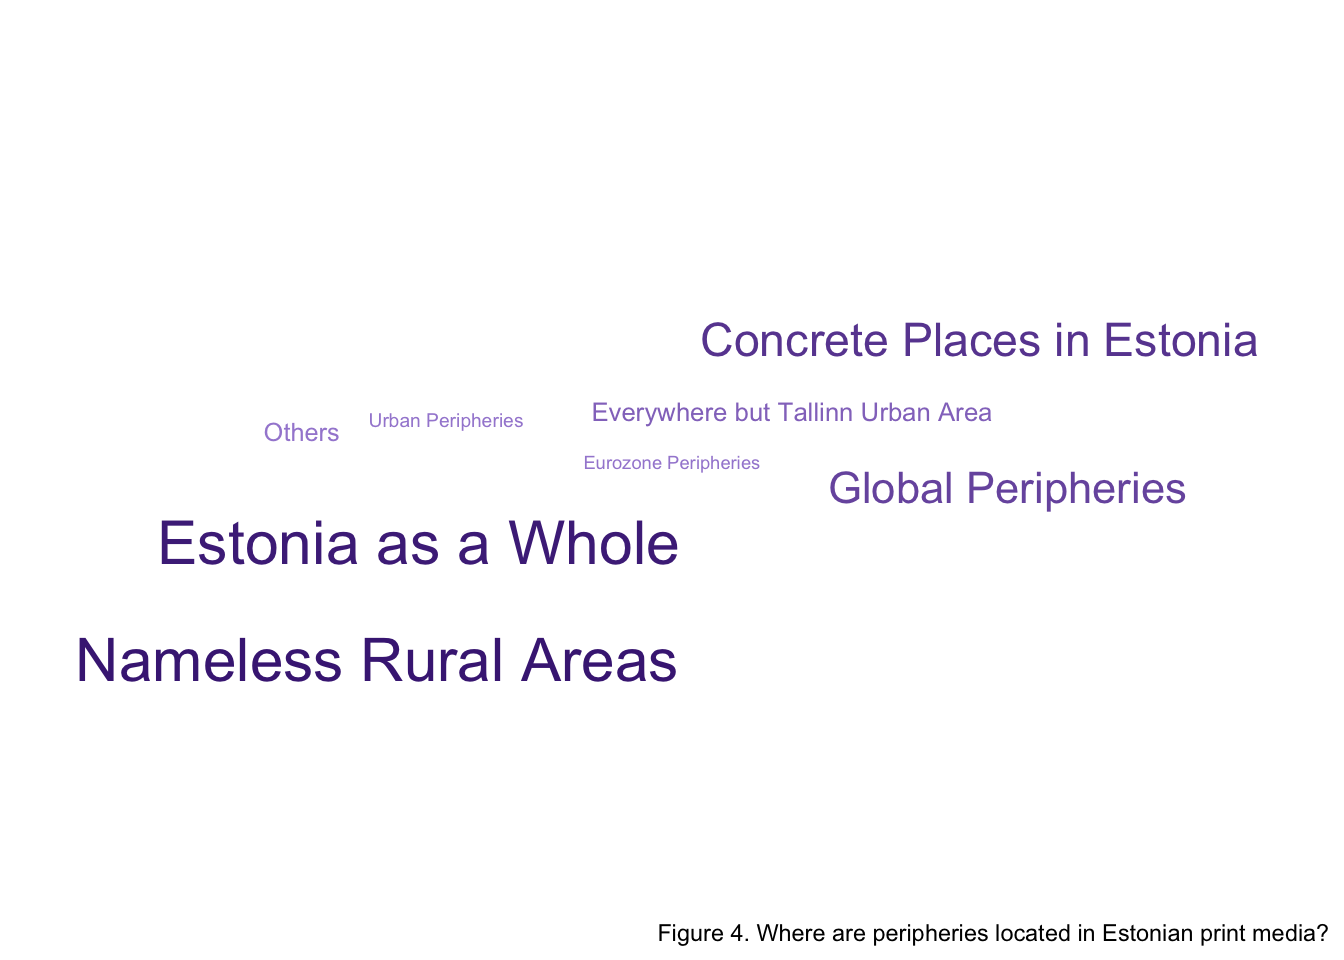 Concrete Places in Estonia
Everywhere but Tallinn Urban Area
Urban Peripheries
Others
Eurozone Peripheries
Global Peripheries
Estonia as a Whole
Nameless Rural Areas
Figure 4. Where are peripheries located in Estonian print media?